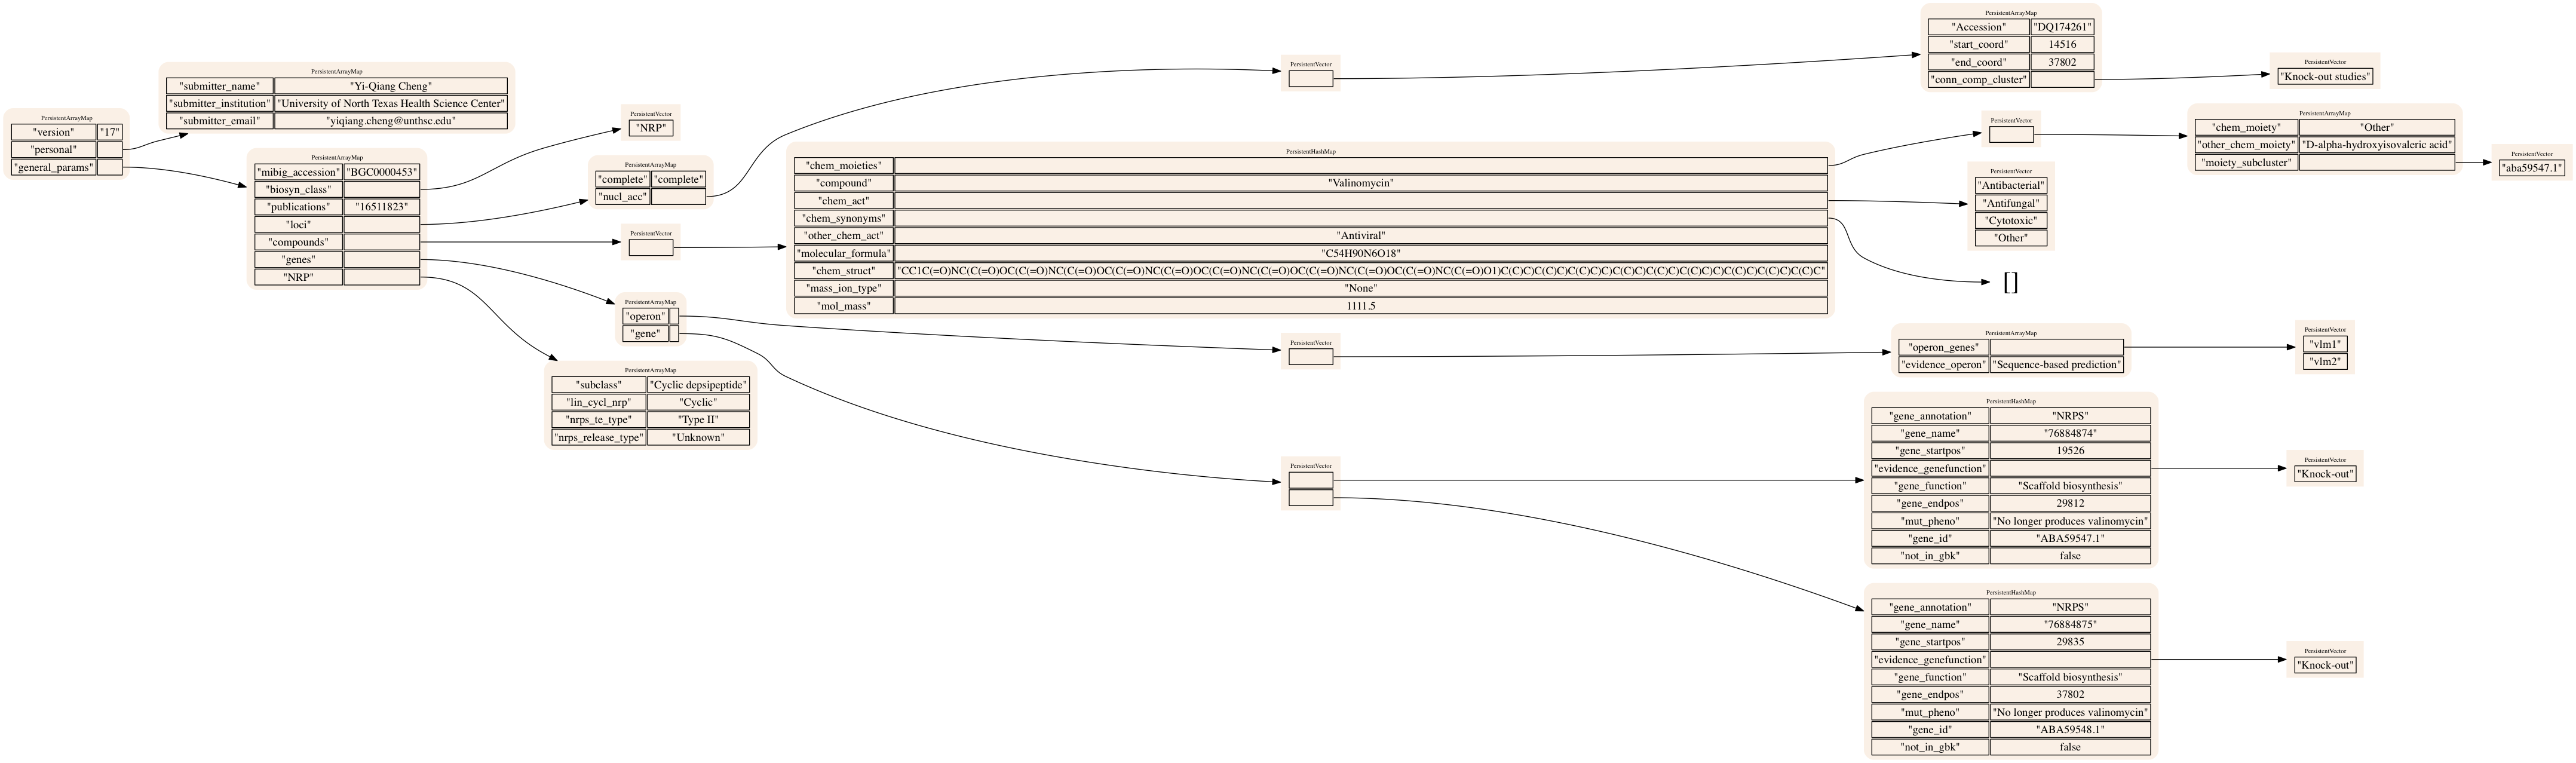 PersistentArrayMap
"version" "17"
"personal"
"general_params"
PersistentArrayMap
"submitter_name" "Yi-Qiang Cheng"
"submitter_institution" "University of North Texas Health Science Center"
"submitter_email" "yiqiang.cheng@unthsc.edu"
PersistentArrayMap
"mibig_accession" "BGC0000453"
"biosyn_class"
"publications" "16511823"
"loci"
"compounds"
"genes"
"NRP"
PersistentVector
"NRP"
PersistentArrayMap
"complete" "complete"
"nucl_acc"
PersistentVector
PersistentArrayMap
"operon"
"gene"
PersistentArrayMap
"subclass" "Cyclic depsipeptide"
"lin_cycl_nrp" "Cyclic"
"nrps_te_type" "Type II"
"nrps_release_type" "Unknown"
PersistentHashMap
"chem_moieties"
"compound" "Valinomycin"
"chem_act"
"chem_synonyms"
"other_chem_act" "Antiviral"
"molecular_formula" "C54H90N6O18"
"chem_struct" "CC1C(=O)NC(C(=O)OC(C(=O)NC(C(=O)OC(C(=O)NC(C(=O)OC(C(=O)NC(C(=O)OC(C(=O)NC(C(=O)OC(C(=O)NC(C(=O)O1)C(C)C)C(C)C)C(C)C)C)C(C)C)C(C)C)C(C)C)C)C(C)C)C(C)C)C(C)C)C"
"mass_ion_type" "None"
"mol_mass" 1111.5
PersistentVector
PersistentVector
PersistentVector
PersistentArrayMap
"Accession" "DQ174261"
"start_coord" 14516
"end_coord" 37802
"conn_comp_cluster"
PersistentVector
"Knock-out studies"
PersistentVector
PersistentArrayMap
"chem_moiety" "Other"
"other_chem_moiety" "D-alpha-hydroxyisovaleric acid"
"moiety_subcluster"
PersistentVector
"aba59547.1"
PersistentVector
"Antibacterial"
"Antifungal"
"Cytotoxic"
"Other"
[]
PersistentArrayMap
"operon_genes"
"evidence_operon" "Sequence-based prediction"
PersistentVector
"vlm1"
"vlm2"
PersistentHashMap
"gene_annotation" "NRPS"
"gene_name" "76884874"
"gene_startpos" 19526
"evidence_genefunction"
"gene_function" "Scaffold biosynthesis"
"gene_endpos" 29812
"mut_pheno" "No longer produces valinomycin"
"gene_id" "ABA59547.1"
"not_in_gbk" false
PersistentVector
"Knock-out"
PersistentHashMap
"gene_annotation" "NRPS"
"gene_name" "76884875"
"gene_startpos" 29835
"evidence_genefunction"
"gene_function" "Scaffold biosynthesis"
"gene_endpos" 37802
"mut_pheno" "No longer produces valinomycin"
"gene_id" "ABA59548.1"
"not_in_gbk" false
PersistentVector
"Knock-out"